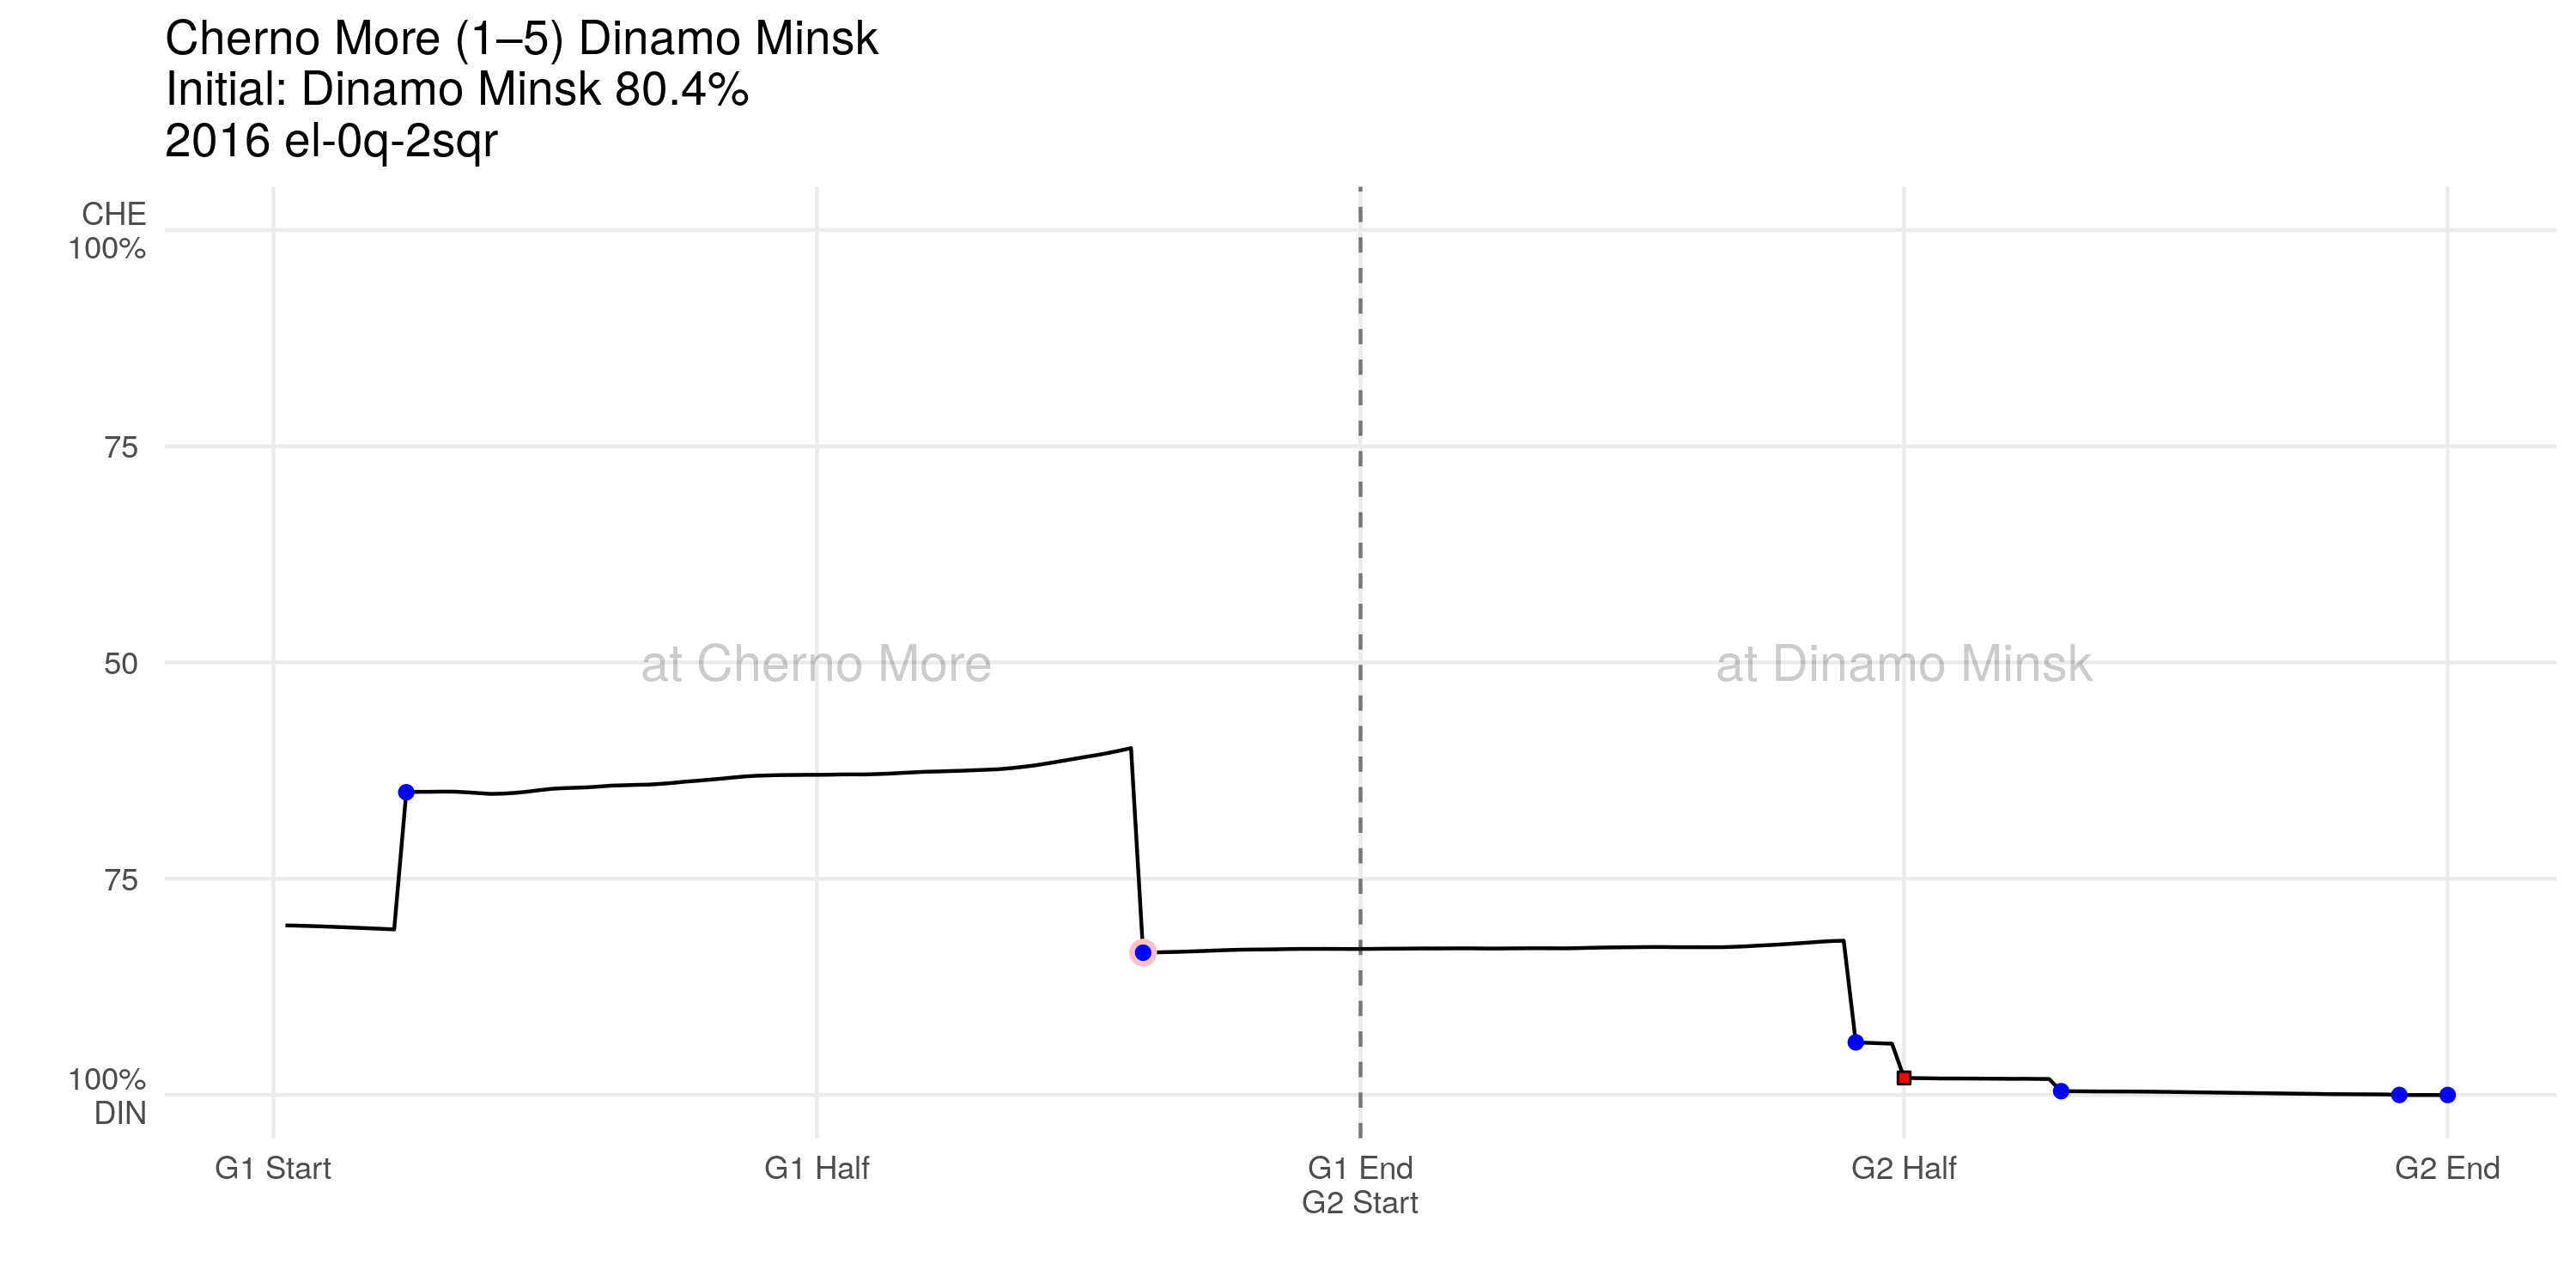 Cherno More (1–5) Dinamo Minsk
Initial: Dinamo Minsk 80.4%
2016 el-0q-2sqr
CHE
100%
75
50
75
100%
DIN
at Cherno More
at Dinamo Minsk
G1 Start
G1 Half
G1 End
G2 Start
G2 Half
G2 End